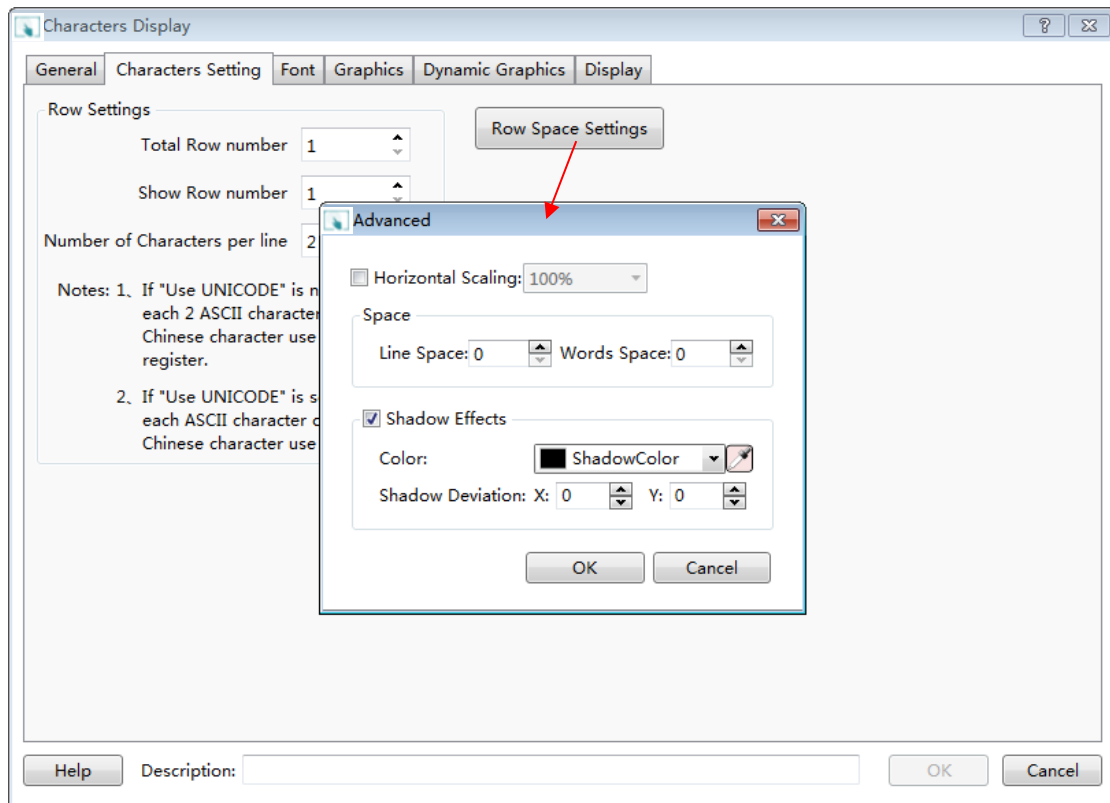 Characters Display
General Characters Setting Font Graphics Dynamic Graphics Display
Row Settings
Row Space Settings
Total Row number 1
Show Row number 1
Number of Characters per line 2
Notes: 1、If "Use UNICODE" is n
each 2 ASCII character
Chinese character use
register.
2、If "Use UNICODE" is s
each ASCII character
Chinese character use
Advanced
Horizontal Scaling: 100%
Space
Line Space: 0 Words Space: 0
Shadow Effects
Color: ShadowColor
Shadow Deviation: X: 0 Y: 0
OK Cancel
Help Description: OK Cancel